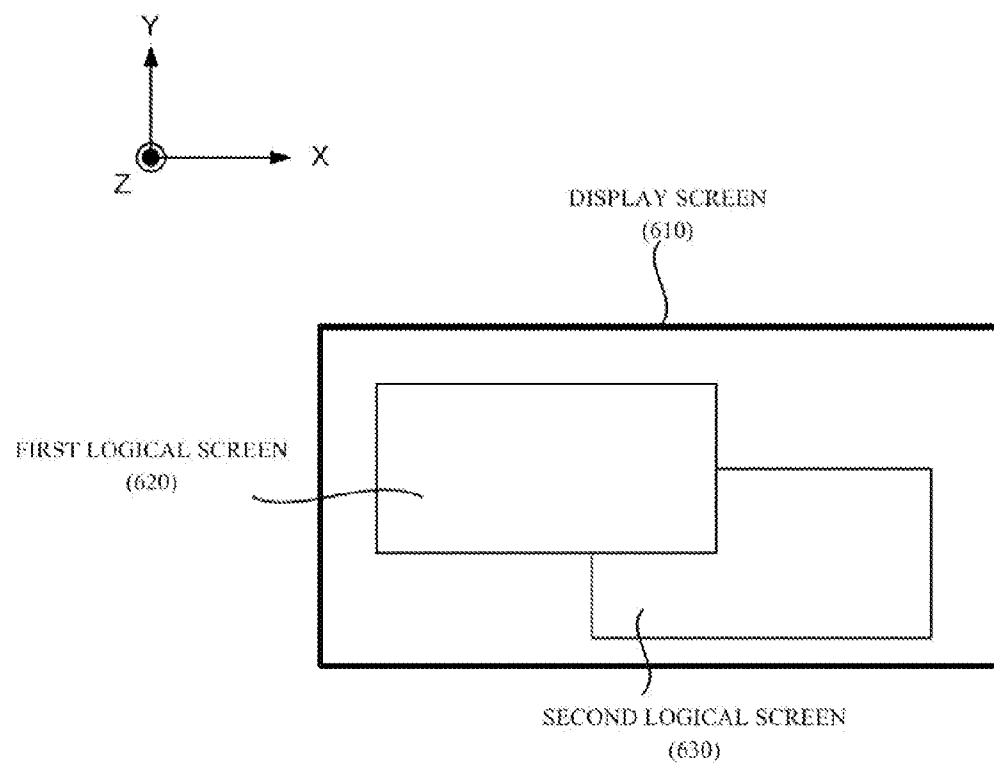 Y
X
Z
DISPLAY SCREEN
(610)
FIRST LOGICAL SCREEN
(620)
SECOND LOGICAL SCREEN
(630)